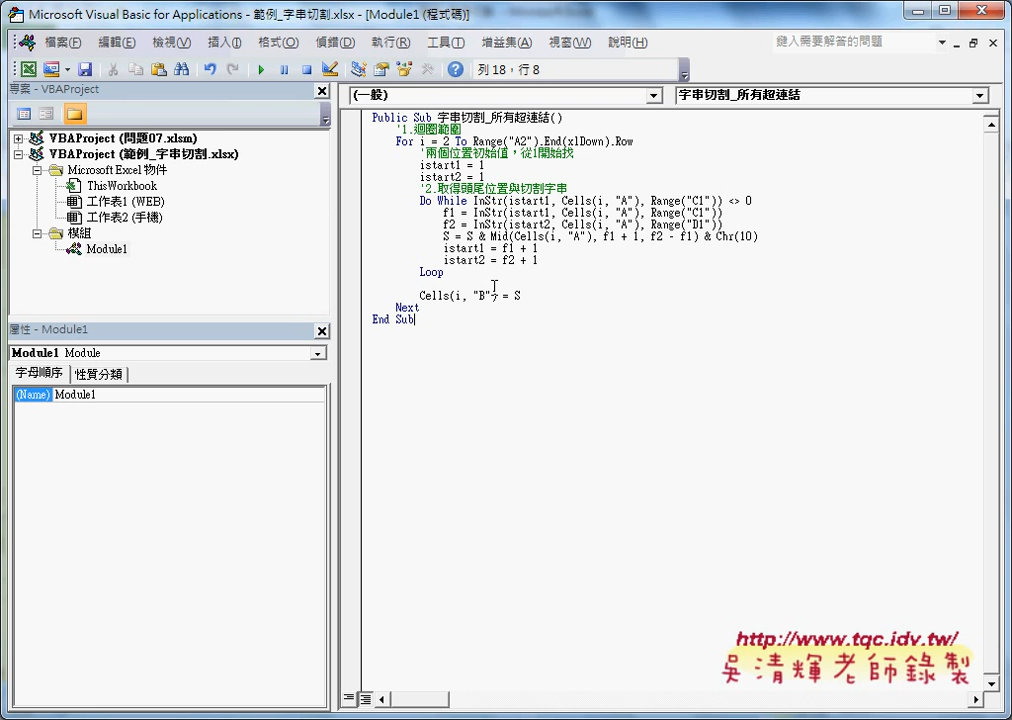 Microsoft Visual Basic for Applications - 範例_字串切割.xlsx - [Module1 (程式碼)]
檔案(F) 編輯(E) 檢視(V) 插入(I) 格式(O) 偵錯(D) 執行(R) 工具(T) 增益集(A) 視窗(W) 說明(H) 鍵入需要解答的問題
列 18，行 8
專案 - VBAProject
(一般) 字串切割_所有超連結
VBAProject (問題07.xlsm)
VBAProject (範例_字串切割.xlsx)
Microsoft Excel 物件
ThisWorkbook
工作表1 (WEB)
工作表2 (手機)
模組
Module1
屬性 - Module1
Module1 Module
字母順序 性質分類
(Name) Module1
Public Sub 字串切割_所有超連結()
'1.迴圈範圍
For i = 2 To Range("A2").End(xlDown).Row
'兩個位置初始值，從1開始找
istart1 = 1
istart2 = 1
'2.取得頭尾位置與切割字串
Do While InStr(istart1, Cells(i, "A"), Range("C1")) <> 0
f1 = InStr(istart1, Cells(i, "A"), Range("C1"))
f2 = InStr(istart2, Cells(i, "A"), Range("D1"))
S = S & Mid(Cells(i, "A"), f1 + 1, f2 - f1) & Chr(10)
istart1 = f1 + 1
istart2 = f2 + 1
Loop
Cells(i, "B") = S
Next
End Sub
http://www.tqc.idv.tw/
吳清輝老師錄製